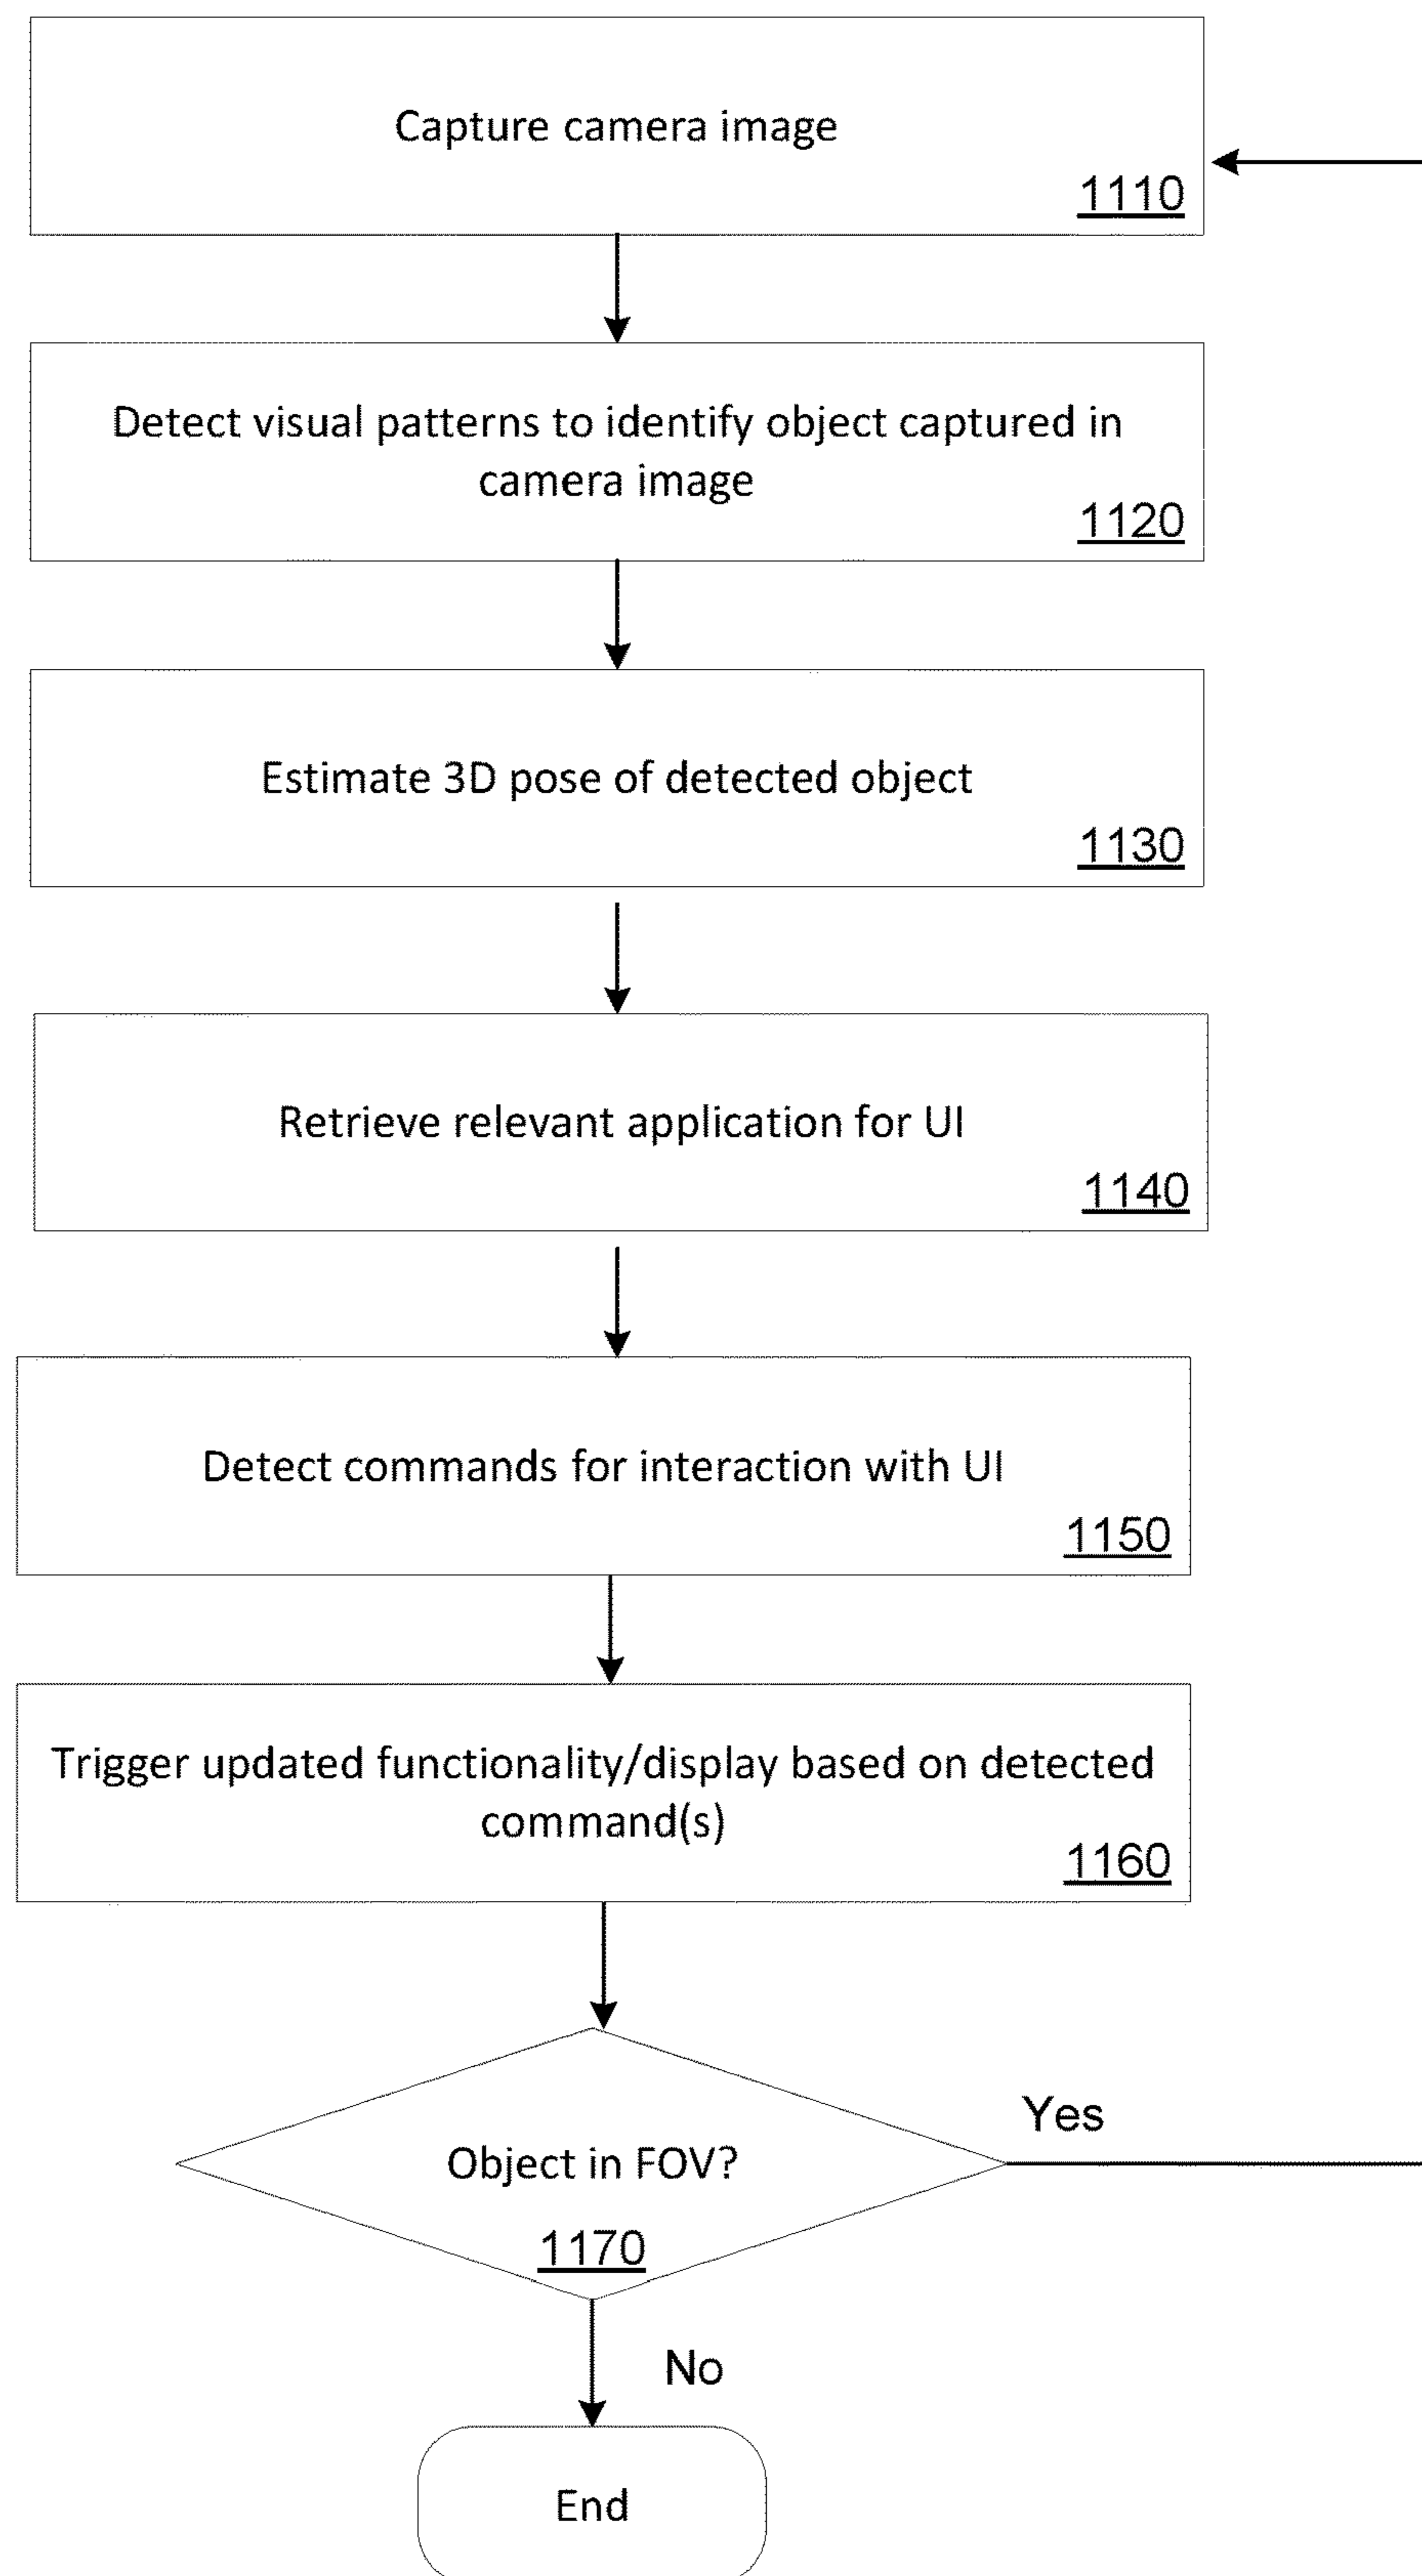 Capture camera image
1110
Detect visual patterns to identify object captured in
camera image
1120
Estimate 3D pose of detected object
1130
Retrieve relevant application for UI
1140
Detect commands for interaction with UI
1150
Trigger updated functionality/display based on detected
command(s)
1160
Yes
Object in FOV?
1170
No
End